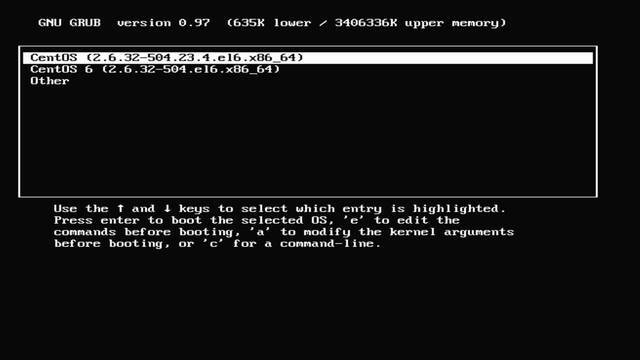 GNU GRUB  version 0.97  (635K lower / 3406336K upper memory)
CentOS (2.6.32-504.23.4.el6.x86_64)
CentOS 6 (2.6.32-504.el6.x86_64)
Other
Use the ↑ and ↓ keys to select which entry is highlighted.
Press enter to boot the selected OS, 'e' to edit the
commands before booting, 'a' to modify the kernel arguments
before booting, or 'c' for a command-line.